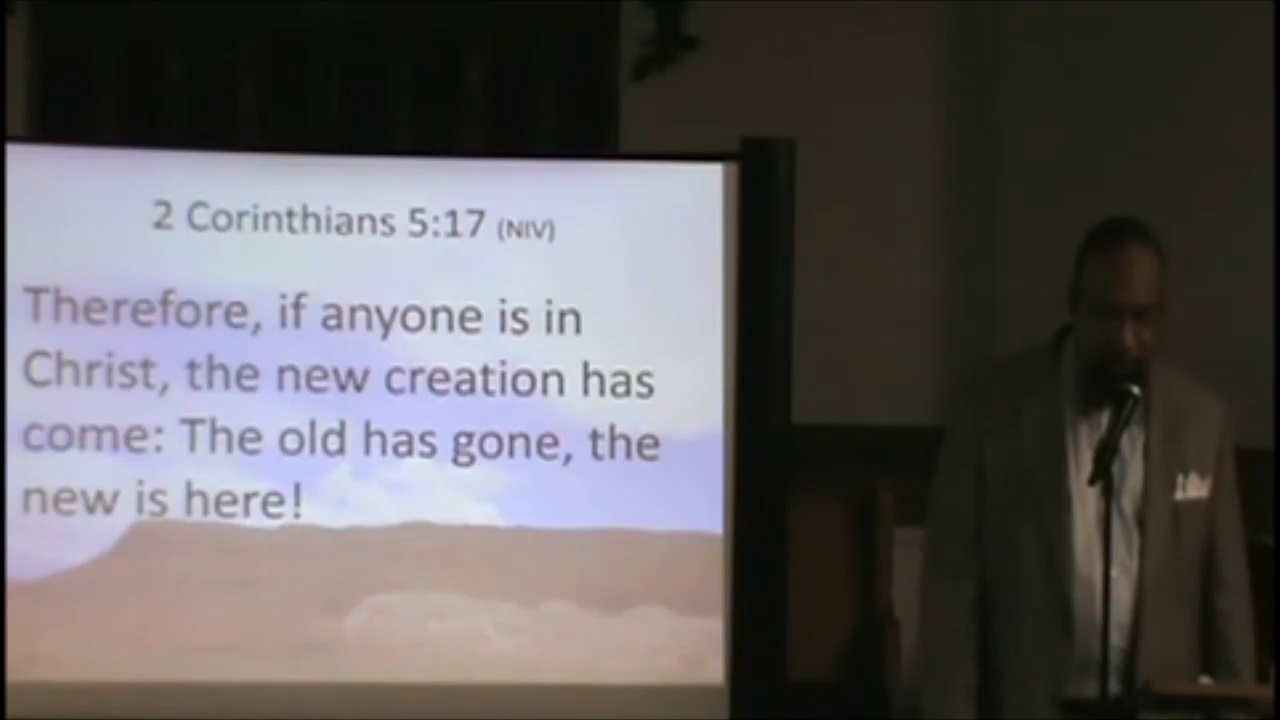 2 Corinthians 5:17 (NIV)
Therefore, if anyone is in
Christ, the new creation has
come: The old has gone, the
new is here!